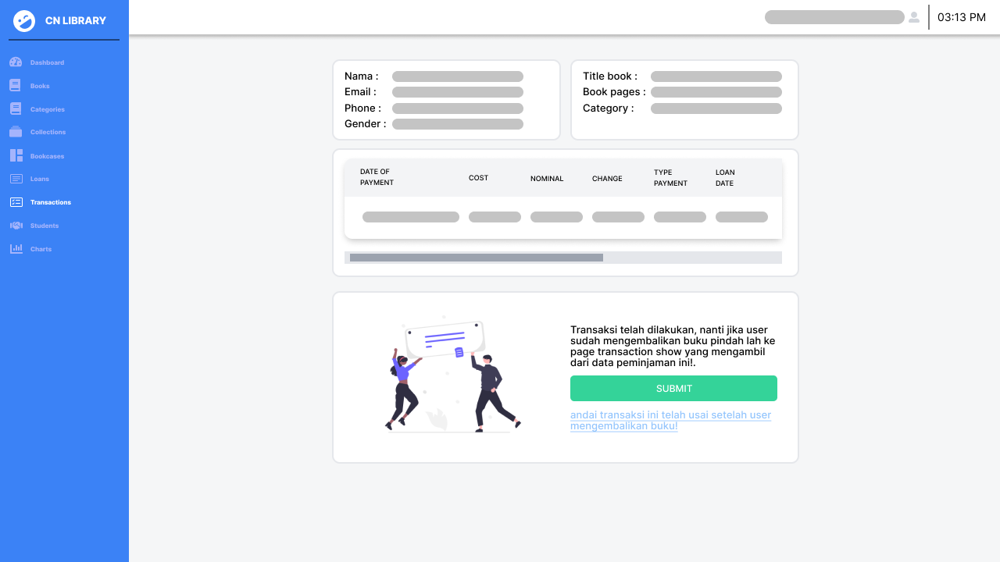 CN LIBRARY
03:13 PM
Dashboard
Books
Categories
Collections
Bookcases
Loans
Transactions
Students
Charts
Nama :
Email :
Phone :
Gender :
Title book :
Book pages :
Category :
DATE OF
PAYMENT
COST
NOMINAL
CHANGE
TYPE
PAYMENT
LOAN
DATE
Transaksi telah dilakukan, nanti jika user
sudah mengembalikan buku pindah lah ke
page transaction show yang mengambil
dari data peminjaman ini!.
SUBMIT
andai transaksi ini telah usai setelah user
mengembalikan buku!